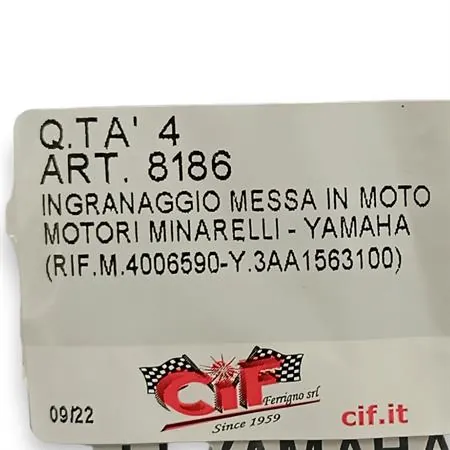 Q.TA' 4
ART. 8186
INGRANAGGIO MESSA IN MOTO
MOTORI MINARELLI - YAMAHA
(RIF.M.4006590-Y.3AA1563100)
CiF
Ferrigno srl
Since 1959
09/22
cif.it
YAMAHA